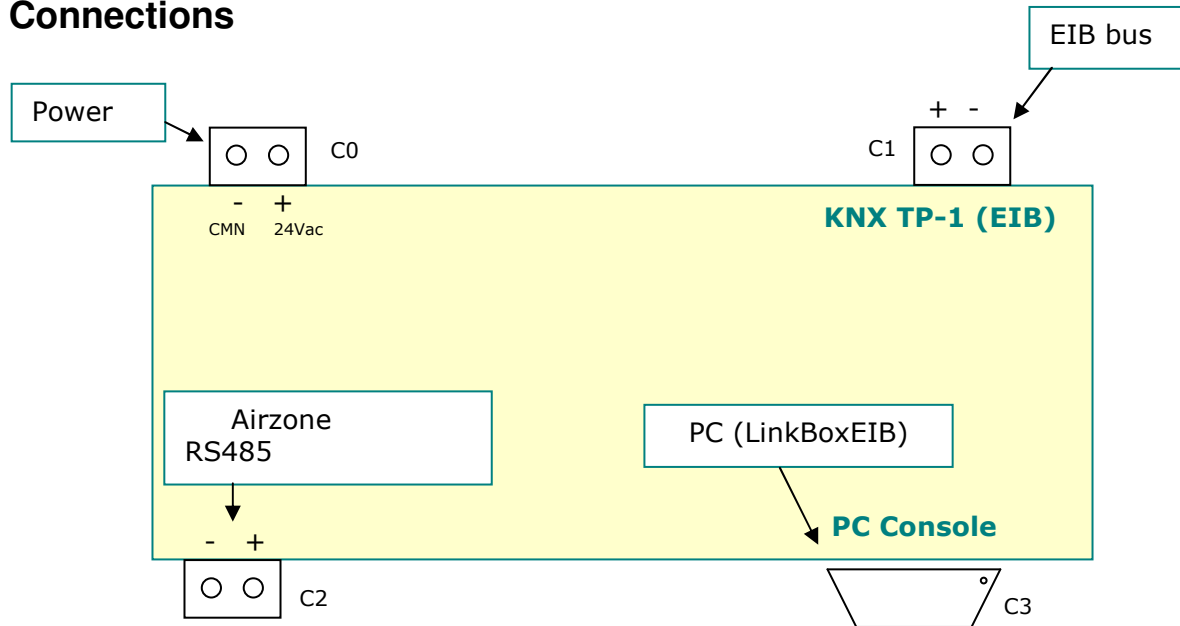 Connections
EIB bus
Power
+ -
C0
C1
- +
CMN 24Vac
KNX TP-1 (EIB)
Airzone
RS485
PC (LinkBoxEIB)
PC Console
- +
C2
C3